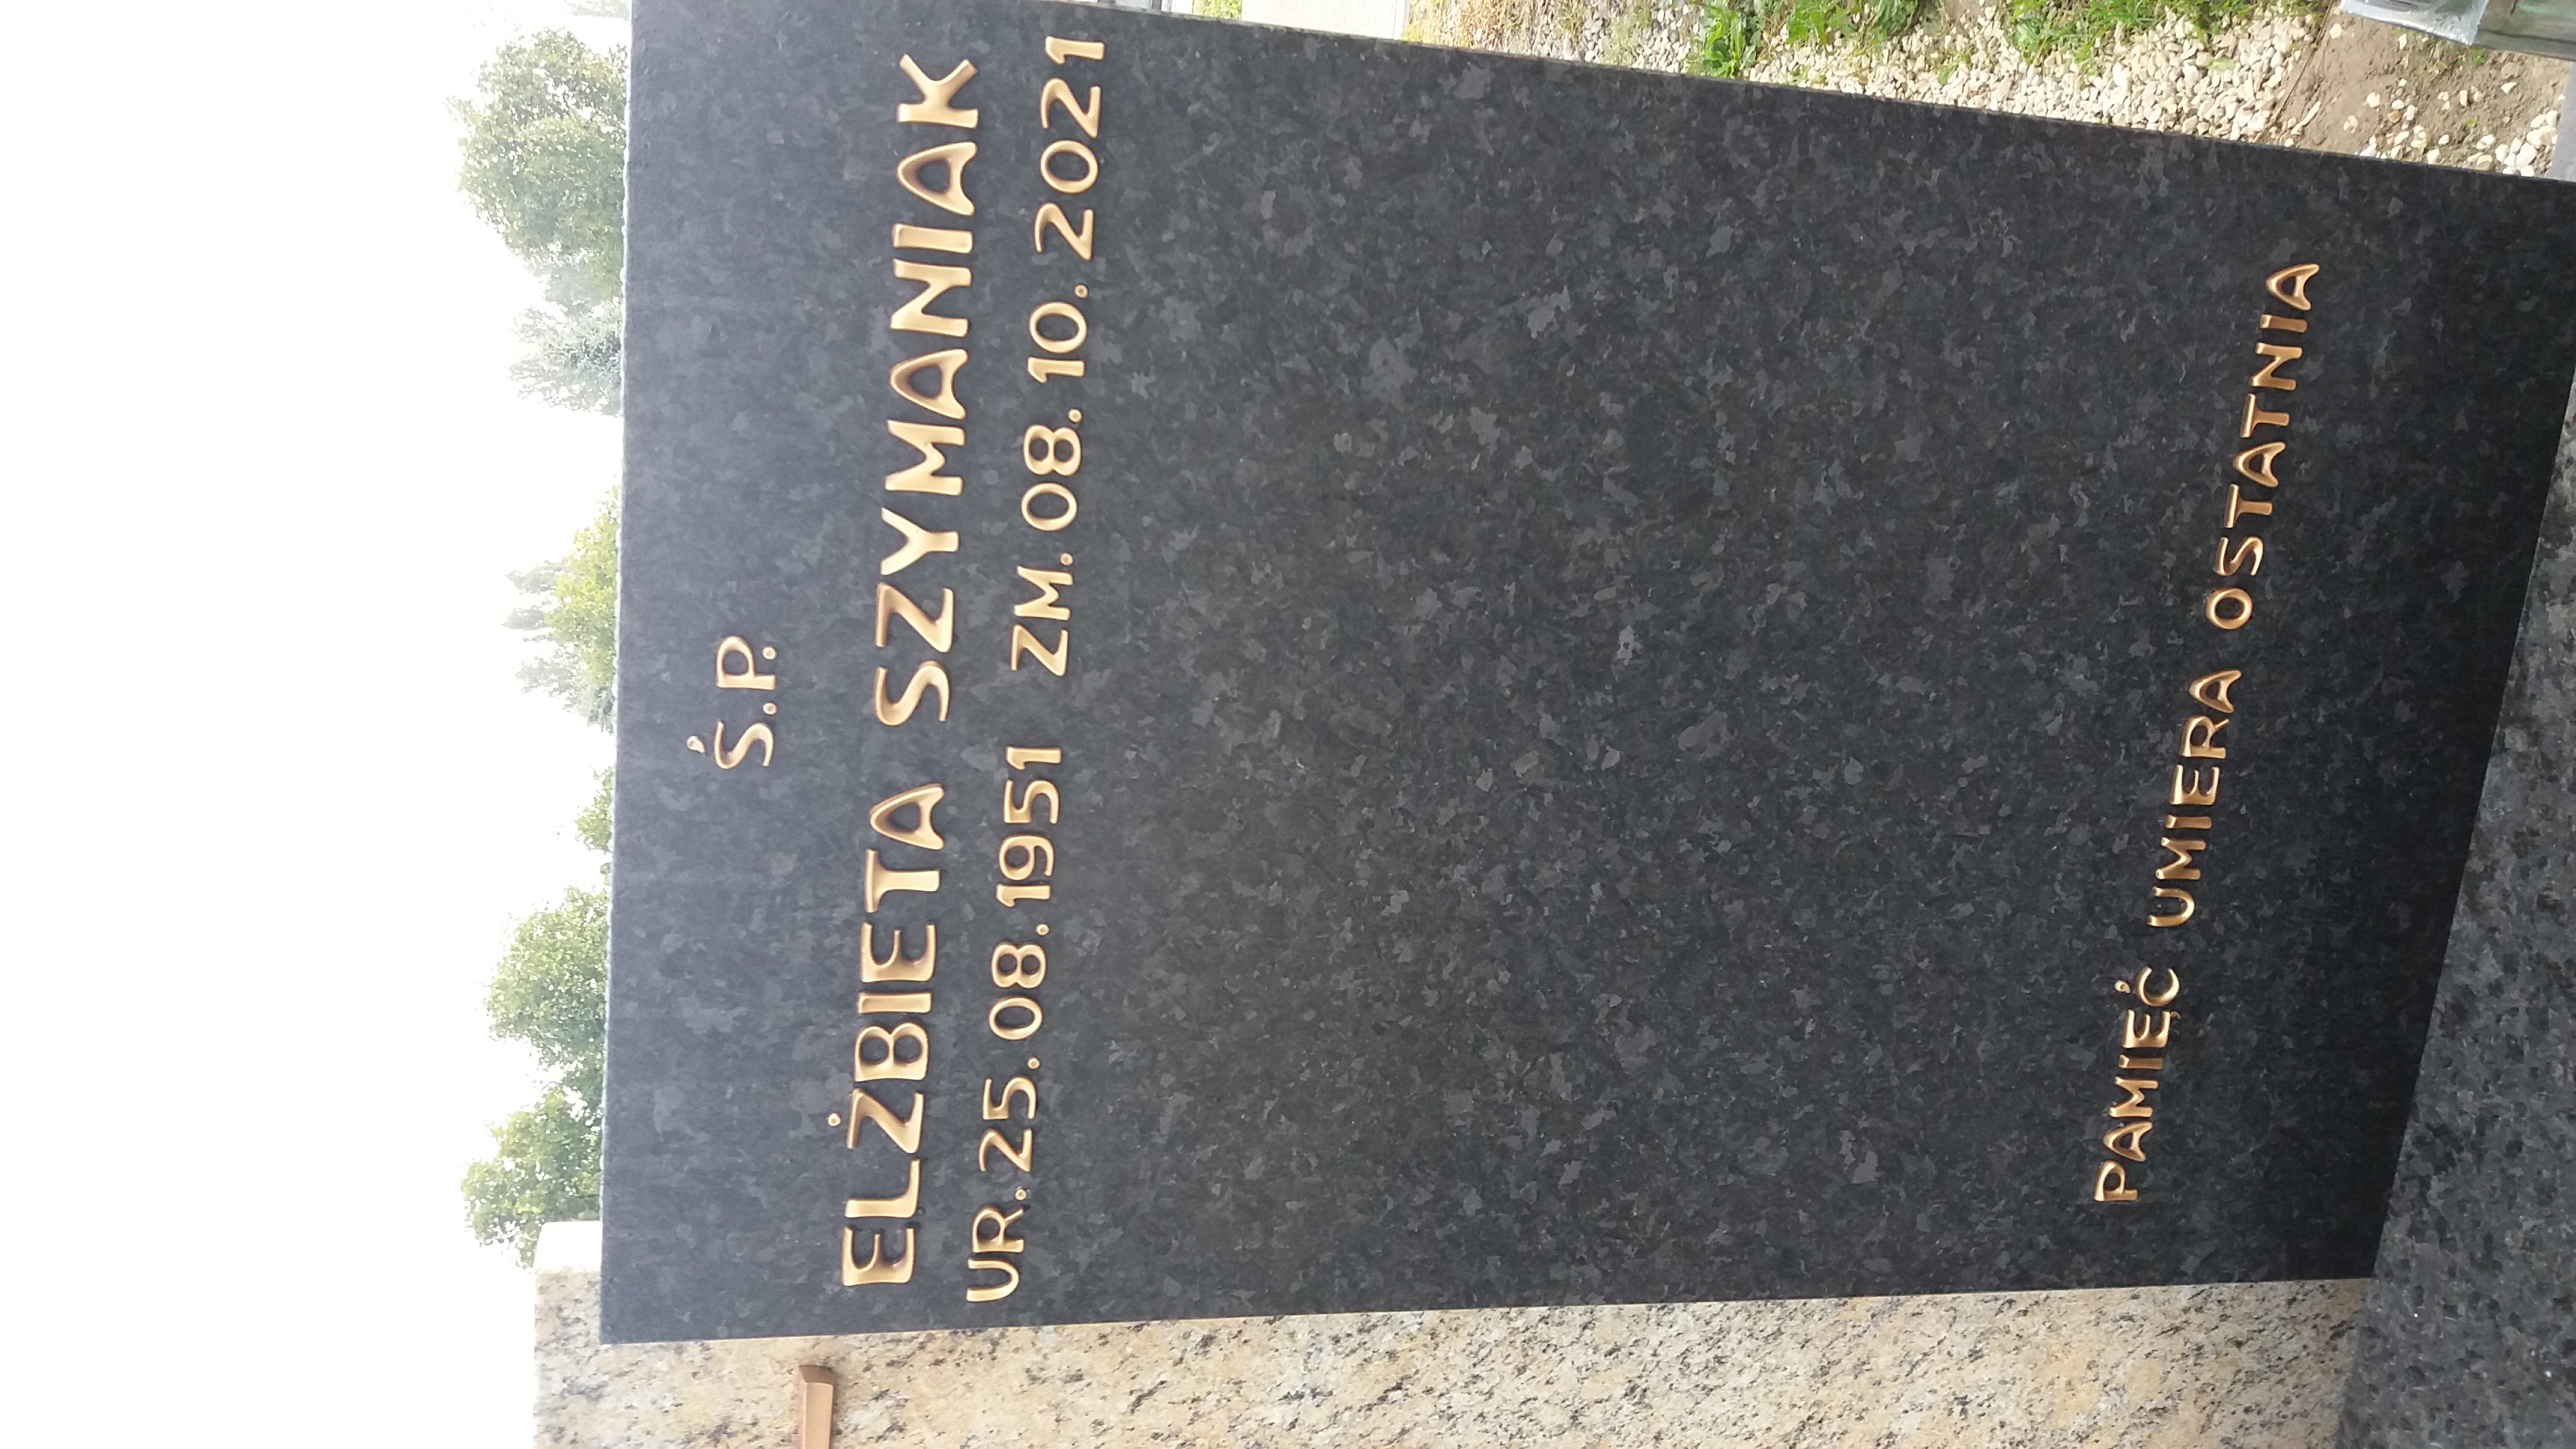 Ś.P.
ELŻBIETA SZYMANIAK
UR. 25. 08. 1951 ZM. 08. 10. 2021
PAMIĘĆ UMIERA OSTATNIA